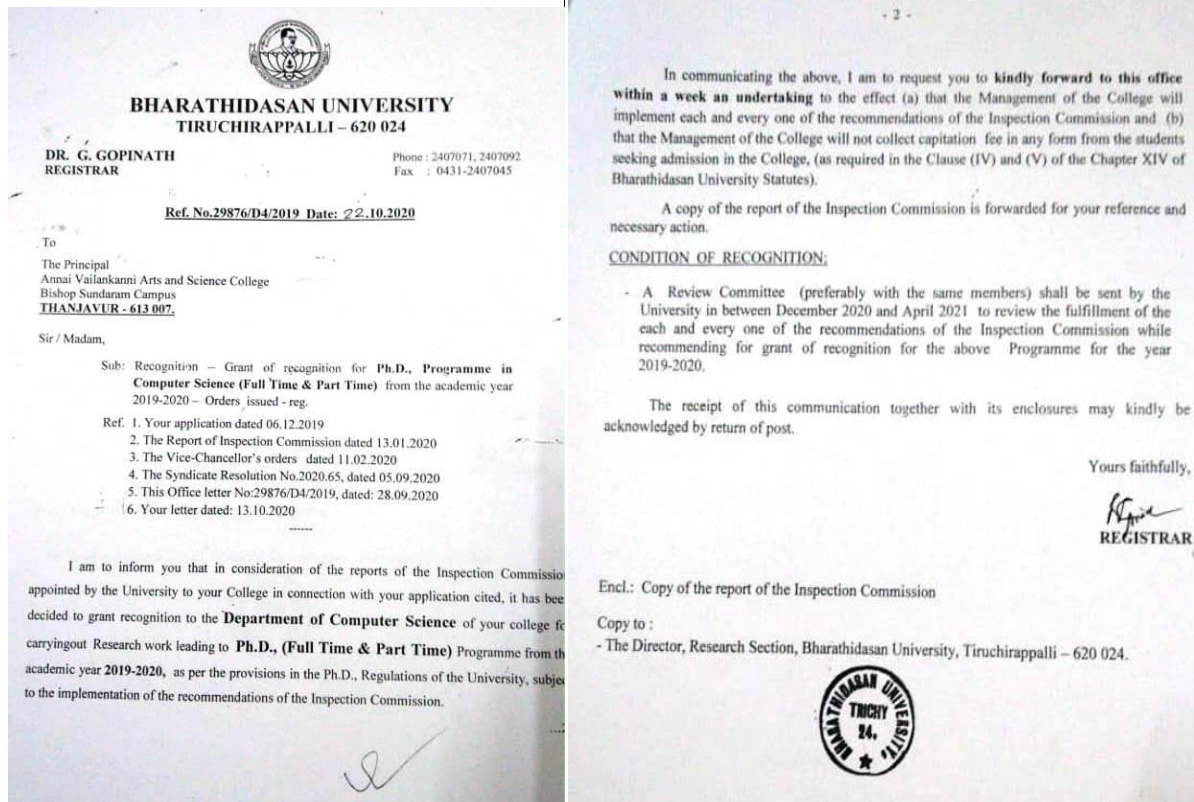 BHARATHIDASAN UNIVERSITY
TIRUCHIRAPPALLI – 620 024
DR. G. GOPINATH
REGISTRAR
Phone : 2407071, 2407092
Fax : 0431-2407045
Ref. No.29876/D4/2019 Date: 22.10.2020
To
The Principal
Annai Vailankanni Arts and Science College
Bishop Sundaram Campus
THANJAVUR - 613 007.
Sir / Madam,
Sub: Recognition – Grant of recognition for Ph.D., Programme in
Computer Science (Full Time & Part Time) from the academic year
2019-2020 – Orders issued - reg.
Ref. 1. Your application dated 06.12.2019
2. The Report of Inspection Commission dated 13.01.2020
3. The Vice-Chancellor's orders dated 11.02.2020
4. The Syndicate Resolution No.2020.65, dated 05.09.2020
5. This Office letter No:29876/D4/2019, dated: 28.09.2020
6. Your letter dated: 13.10.2020
------
I am to inform you that in consideration of the reports of the Inspection Commissio
appointed by the University to your College in connection with your application cited, it has bee
decided to grant recognition to the Department of Computer Science of your college fo
carryingout Research work leading to Ph.D., (Full Time & Part Time) Programme from th
academic year 2019-2020, as per the provisions in the Ph.D., Regulations of the University, subje
to the implementation of the recommendations of the Inspection Commission.
....
- 2 -
In communicating the above, I am to request you to kindly forward to this office
within a week an undertaking to the effect (a) that the Management of the College will
implement each and every one of the recommendations of the Inspection Commission and (b)
that the Management of the College will not collect capitation fee in any form from the students
seeking admission in the College, (as required in the Clause (IV) and (V) of the Chapter XIV of
Bharathidasan University Statutes).
A copy of the report of the Inspection Commission is forwarded for your reference and
necessary action.
CONDITION OF RECOGNITION:
- A Review Committee (preferably with the same members) shall be sent by the
University in between December 2020 and April 2021 to review the fulfillment of the
each and every one of the recommendations of the Inspection Commission while
recommending for grant of recognition for the above Programme for the year
2019-2020.
The receipt of this communication together with its enclosures may kindly be
acknowledged by return of post.
Yours faithfully,
REGISTRAR
Encl.: Copy of the report of the Inspection Commission
Copy to :
- The Director, Research Section, Bharathidasan University, Tiruchirappalli – 620 024.
BHARATHIDASAN UNIVERSITY,
TRICHY
24.